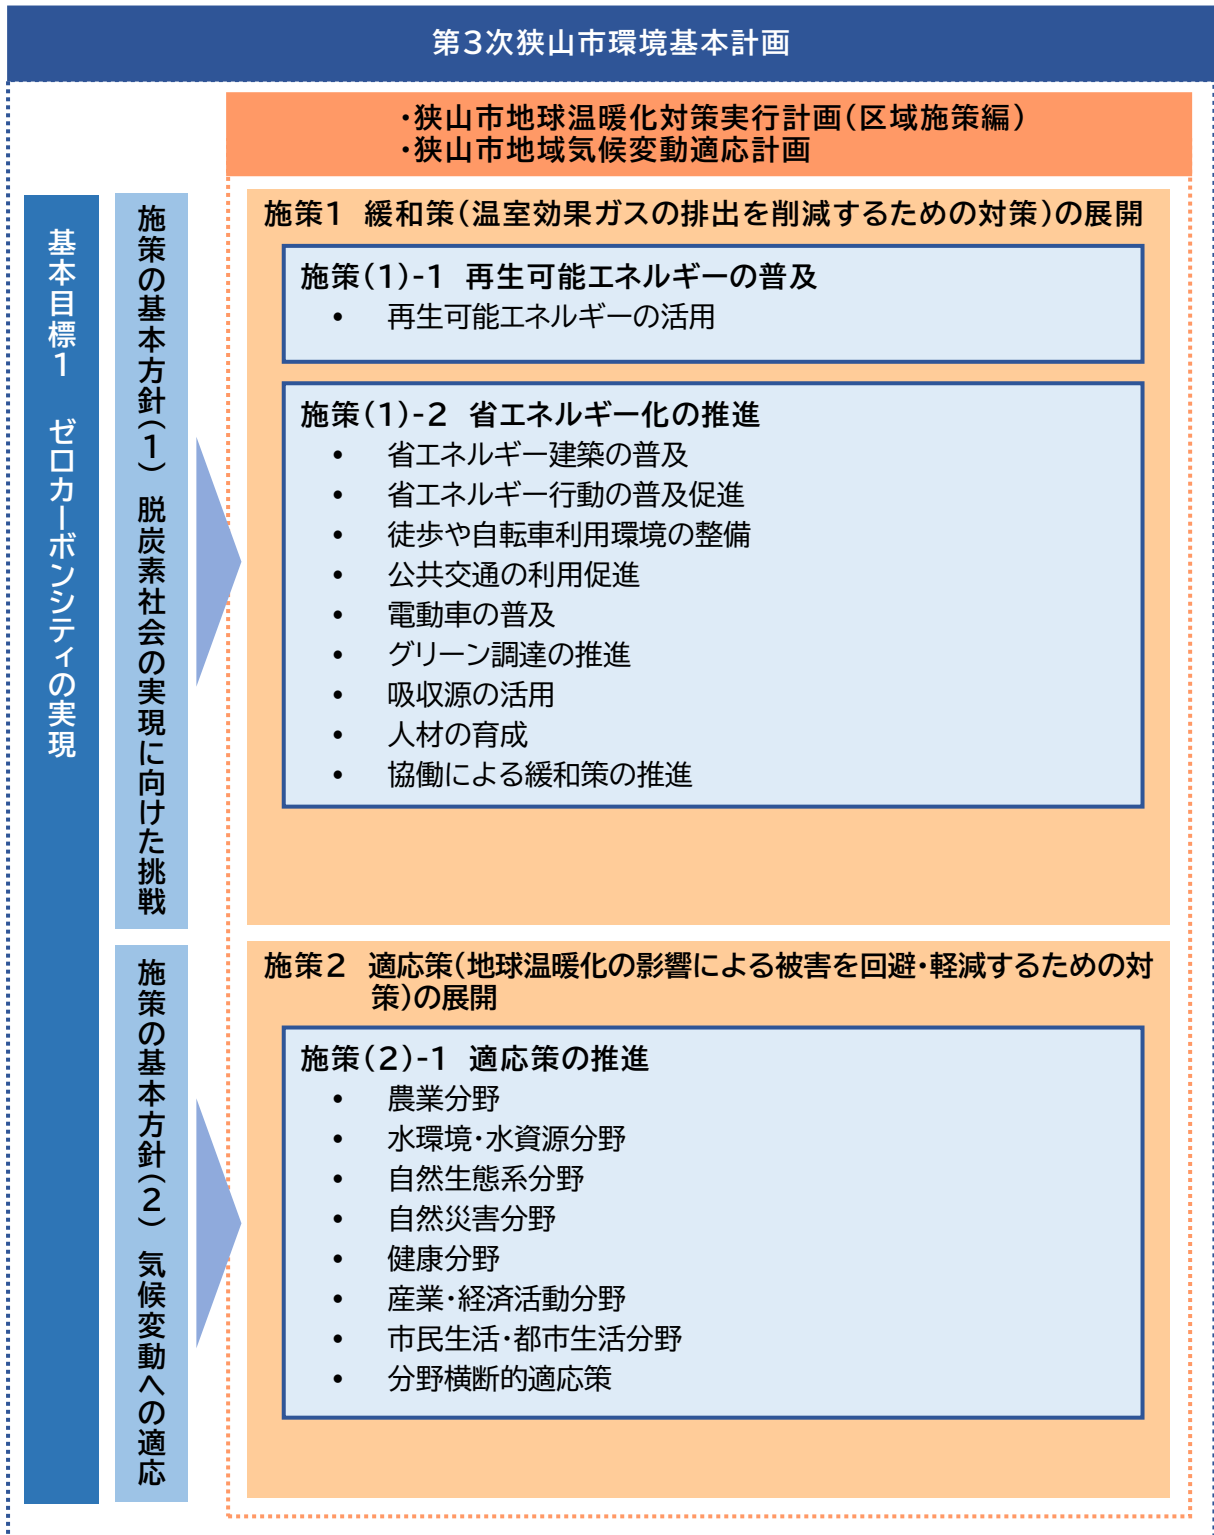 第3次狭山市環境基本計画
・狭山市地球温暖化対策実行計画(区域施策編)
・狭山市地域気候変動適応計画
基本目標1 ゼロカーボンシティの実現
施策の基本方針(1) 脱炭素社会の実現に向けた挑戦
施策1 緩和策(温室効果ガスの排出を削減するための対策)の展開
施策(1)-1 再生可能エネルギーの普及
• 再生可能エネルギーの活用
施策(1)-2 省エネルギー化の推進
• 省エネルギー建築の普及
• 省エネルギー行動の普及促進
• 徒歩や自転車利用環境の整備
• 公共交通の利用促進
• 電動車の普及
• グリーン調達の推進
• 吸収源の活用
• 人材の育成
• 協働による緩和策の推進
施策の基本方針(2) 気候変動への適応
施策2 適応策(地球温暖化の影響による被害を回避・軽減するための対
策)の展開
施策(2)-1 適応策の推進
• 農業分野
• 水環境・水資源分野
• 自然生態系分野
• 自然災害分野
• 健康分野
• 産業・経済活動分野
• 市民生活・都市生活分野
• 分野横断的適応策